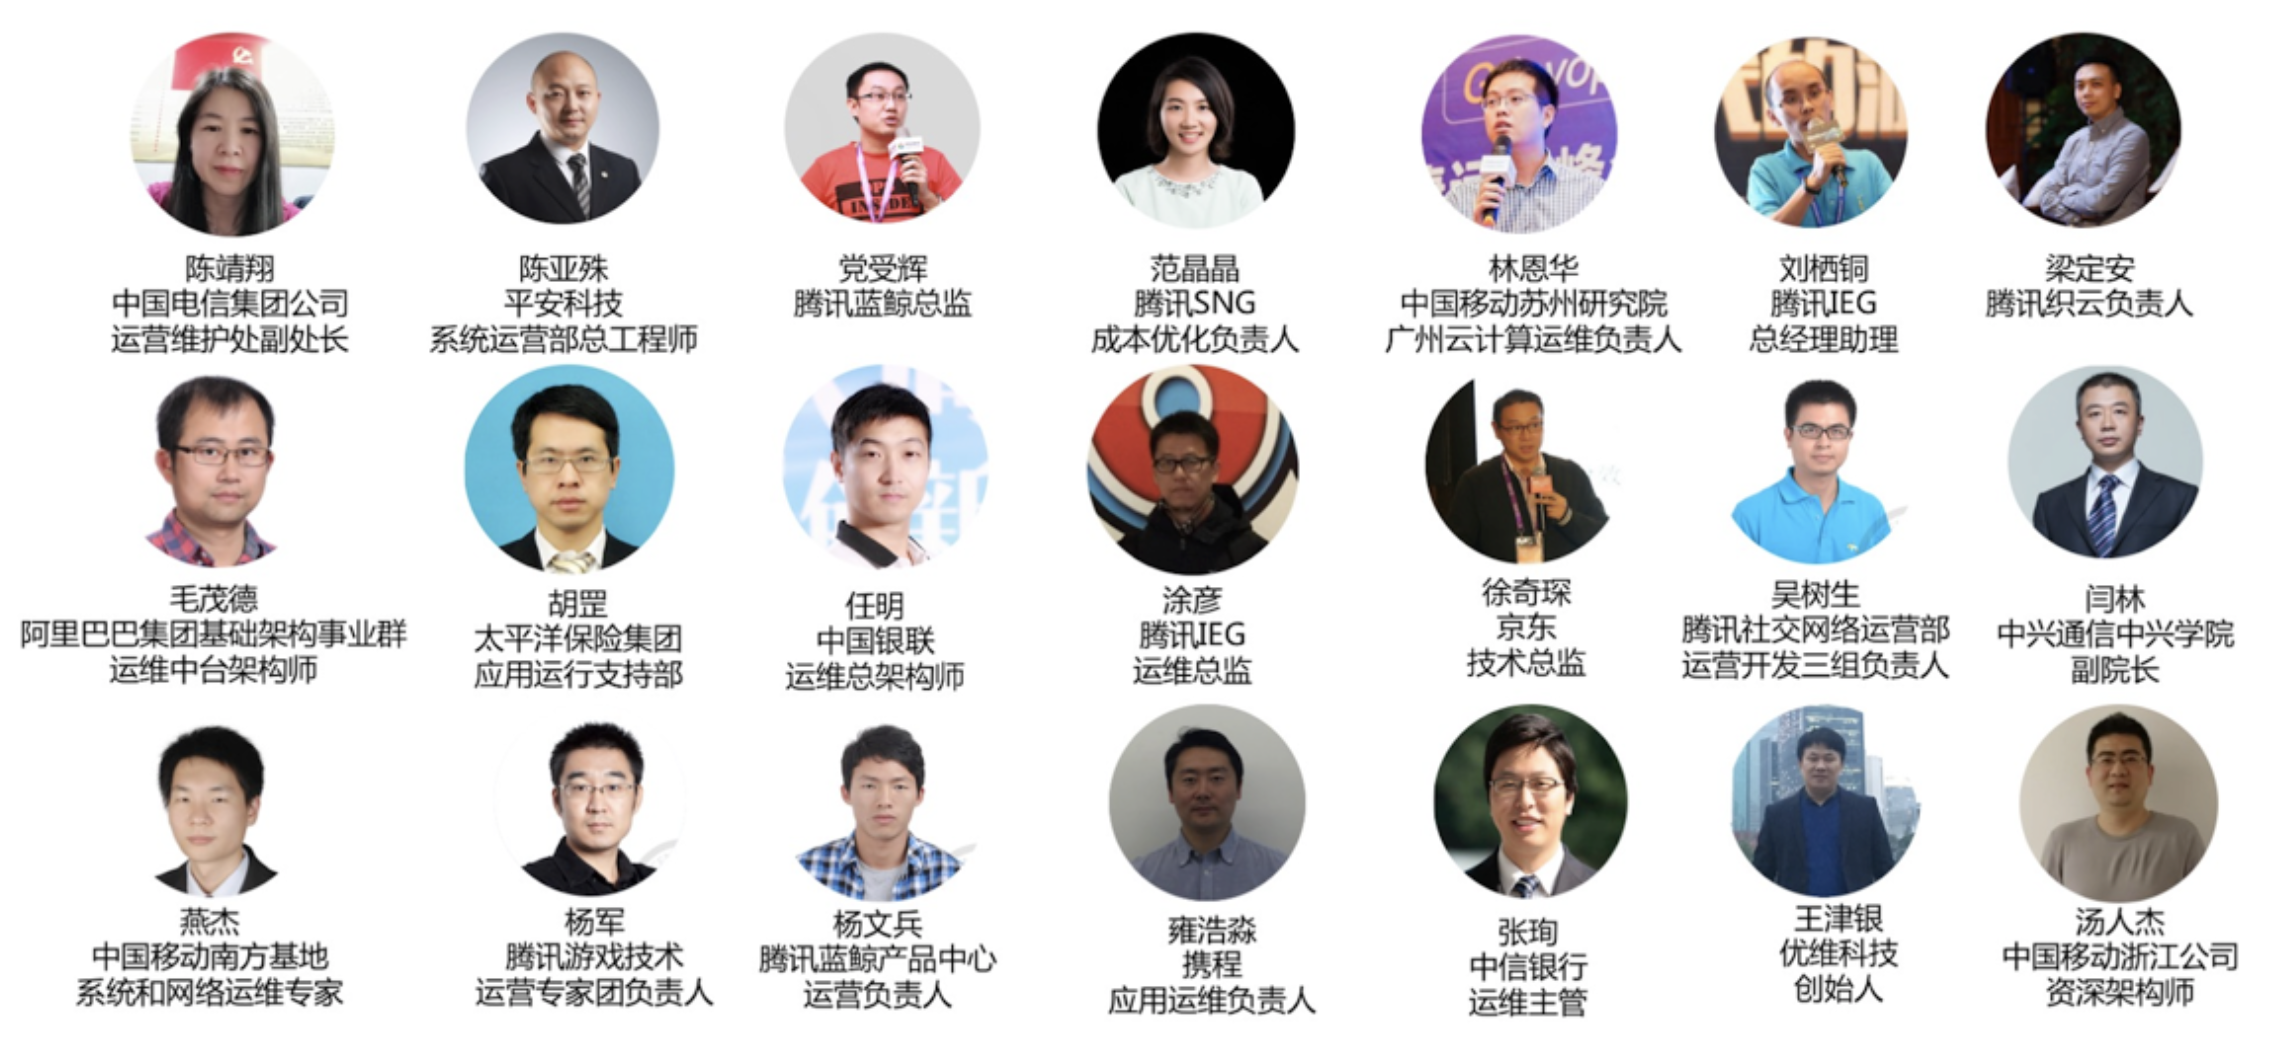 陈靖翔
中国电信集团公司
运营维护处副处长
陈亚殊
平安科技
系统运营部总工程师
党受辉
腾讯蓝鲸总监
范晶晶
腾讯SNG
成本优化负责人
林恩华
中国移动苏州研究院
广州云计算运维负责人
刘栖铜
腾讯IEG
总经理助理
梁定安
腾讯织云负责人
毛茂德
阿里巴巴集团基础架构事业群
运维中台架构师
胡罡
太平洋保险集团
应用运行支持部
任明
中国银联
运维总架构师
涂彦
腾讯IEG
运维总监
徐奇琛
京东
技术总监
吴树生
腾讯社交网络运营部
运营开发三组负责人
闫林
中兴通信中兴学院
副院长
燕杰
中国移动南方基地
系统和网络运维专家
杨军
腾讯游戏技术
运营专家团负责人
杨文兵
腾讯蓝鲸产品中心
运营负责人
雍浩淼
携程
应用运维负责人
张珣
中信银行
运维主管
王津银
优维科技
创始人
汤人杰
中国移动浙江公司
资深架构师